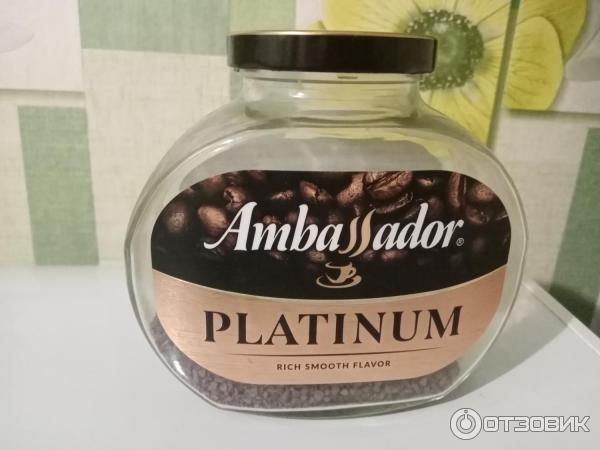 Ambassador®
PLATINUM
RICH SMOOTH FLAVOR
ОТЗОВИК